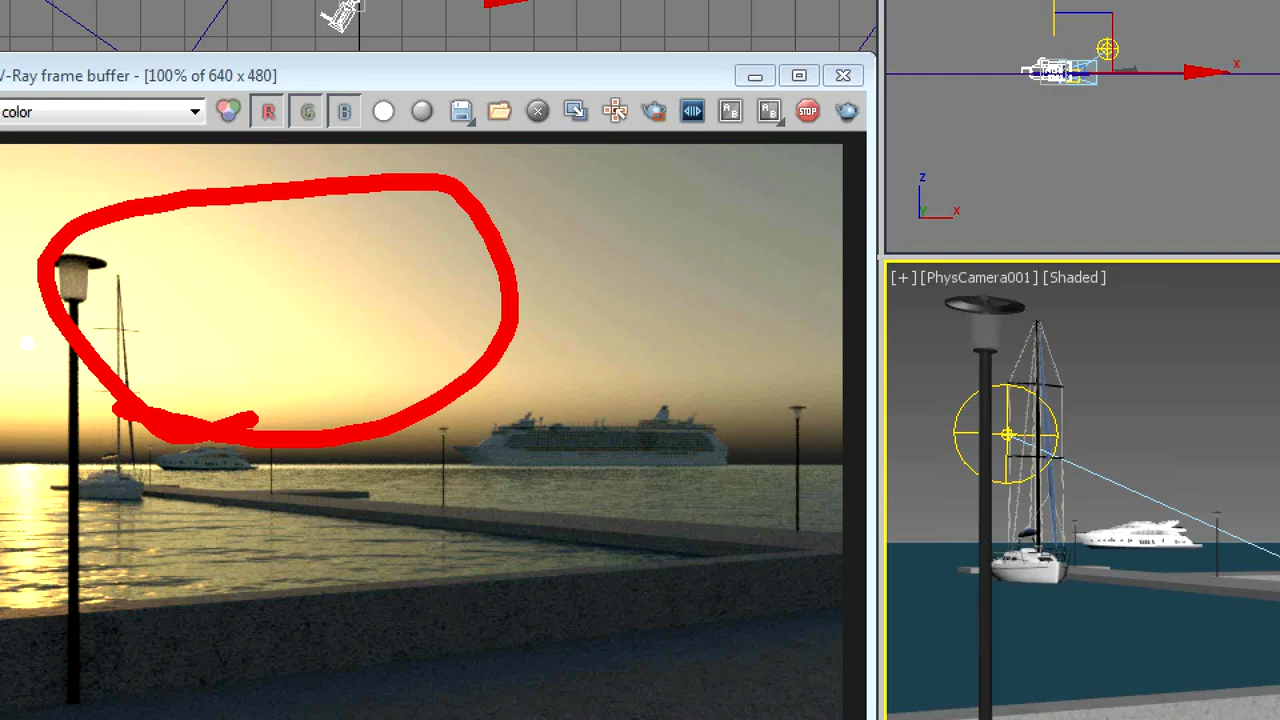 V-Ray frame buffer - [100% of 640 x 480]
color
R G B
A B
A B
STOP
x
z
y x
[+][PhysCamera001][Shaded]